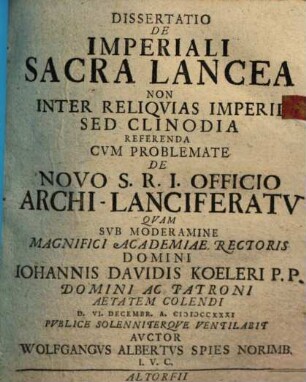 DISSERTATIO
DE
IMPERIALI
SACRA LANCEA
NON
INTER RELIQVIAS IMPERII
SED CLINODIA
REFERENDA
CVM PROBLEMATE
DE
NOVO S. R. I. OFFICIO
ARCHI-LANCIFERATV
QVAM
SVB MODERAMINE
MAGNIFICI ACADEMIAE RECTORIS
DOMINI
IOHANNIS DAVIDIS KOELERI P. P.
DOMINI AC PATRONI
AETATEM COLENDI
D. VI. DECEMBR. A. CIƆIƆCCXXXI
PVBLICE SOLENNITERQVE VENTILABIT
AVCTOR
WOLFGANGVS ALBERTVS SPIES NORIMB.
I. V. C.
ALTORFII